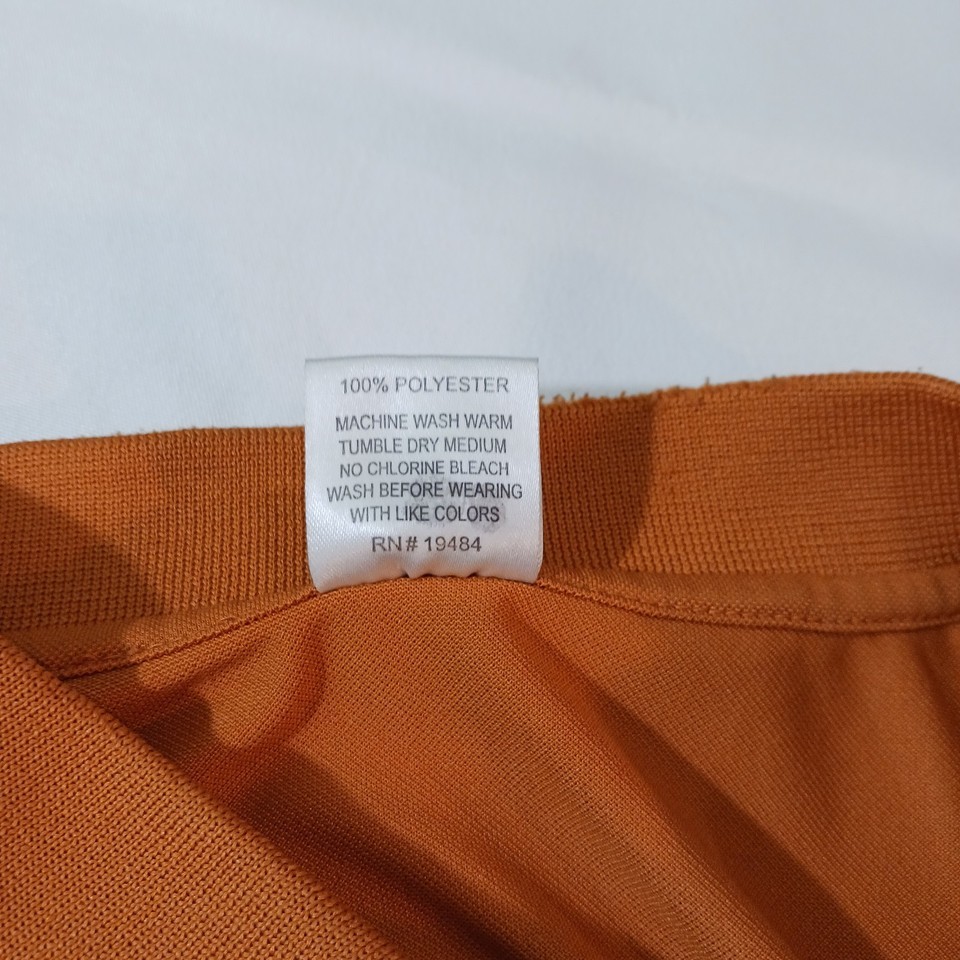 100% POLYESTER
MACHINE WASH WARM
TUMBLE DRY MEDIUM
NO CHLORINE BLEACH
WASH BEFORE WEARING
WITH LIKE COLORS
RN# 19484